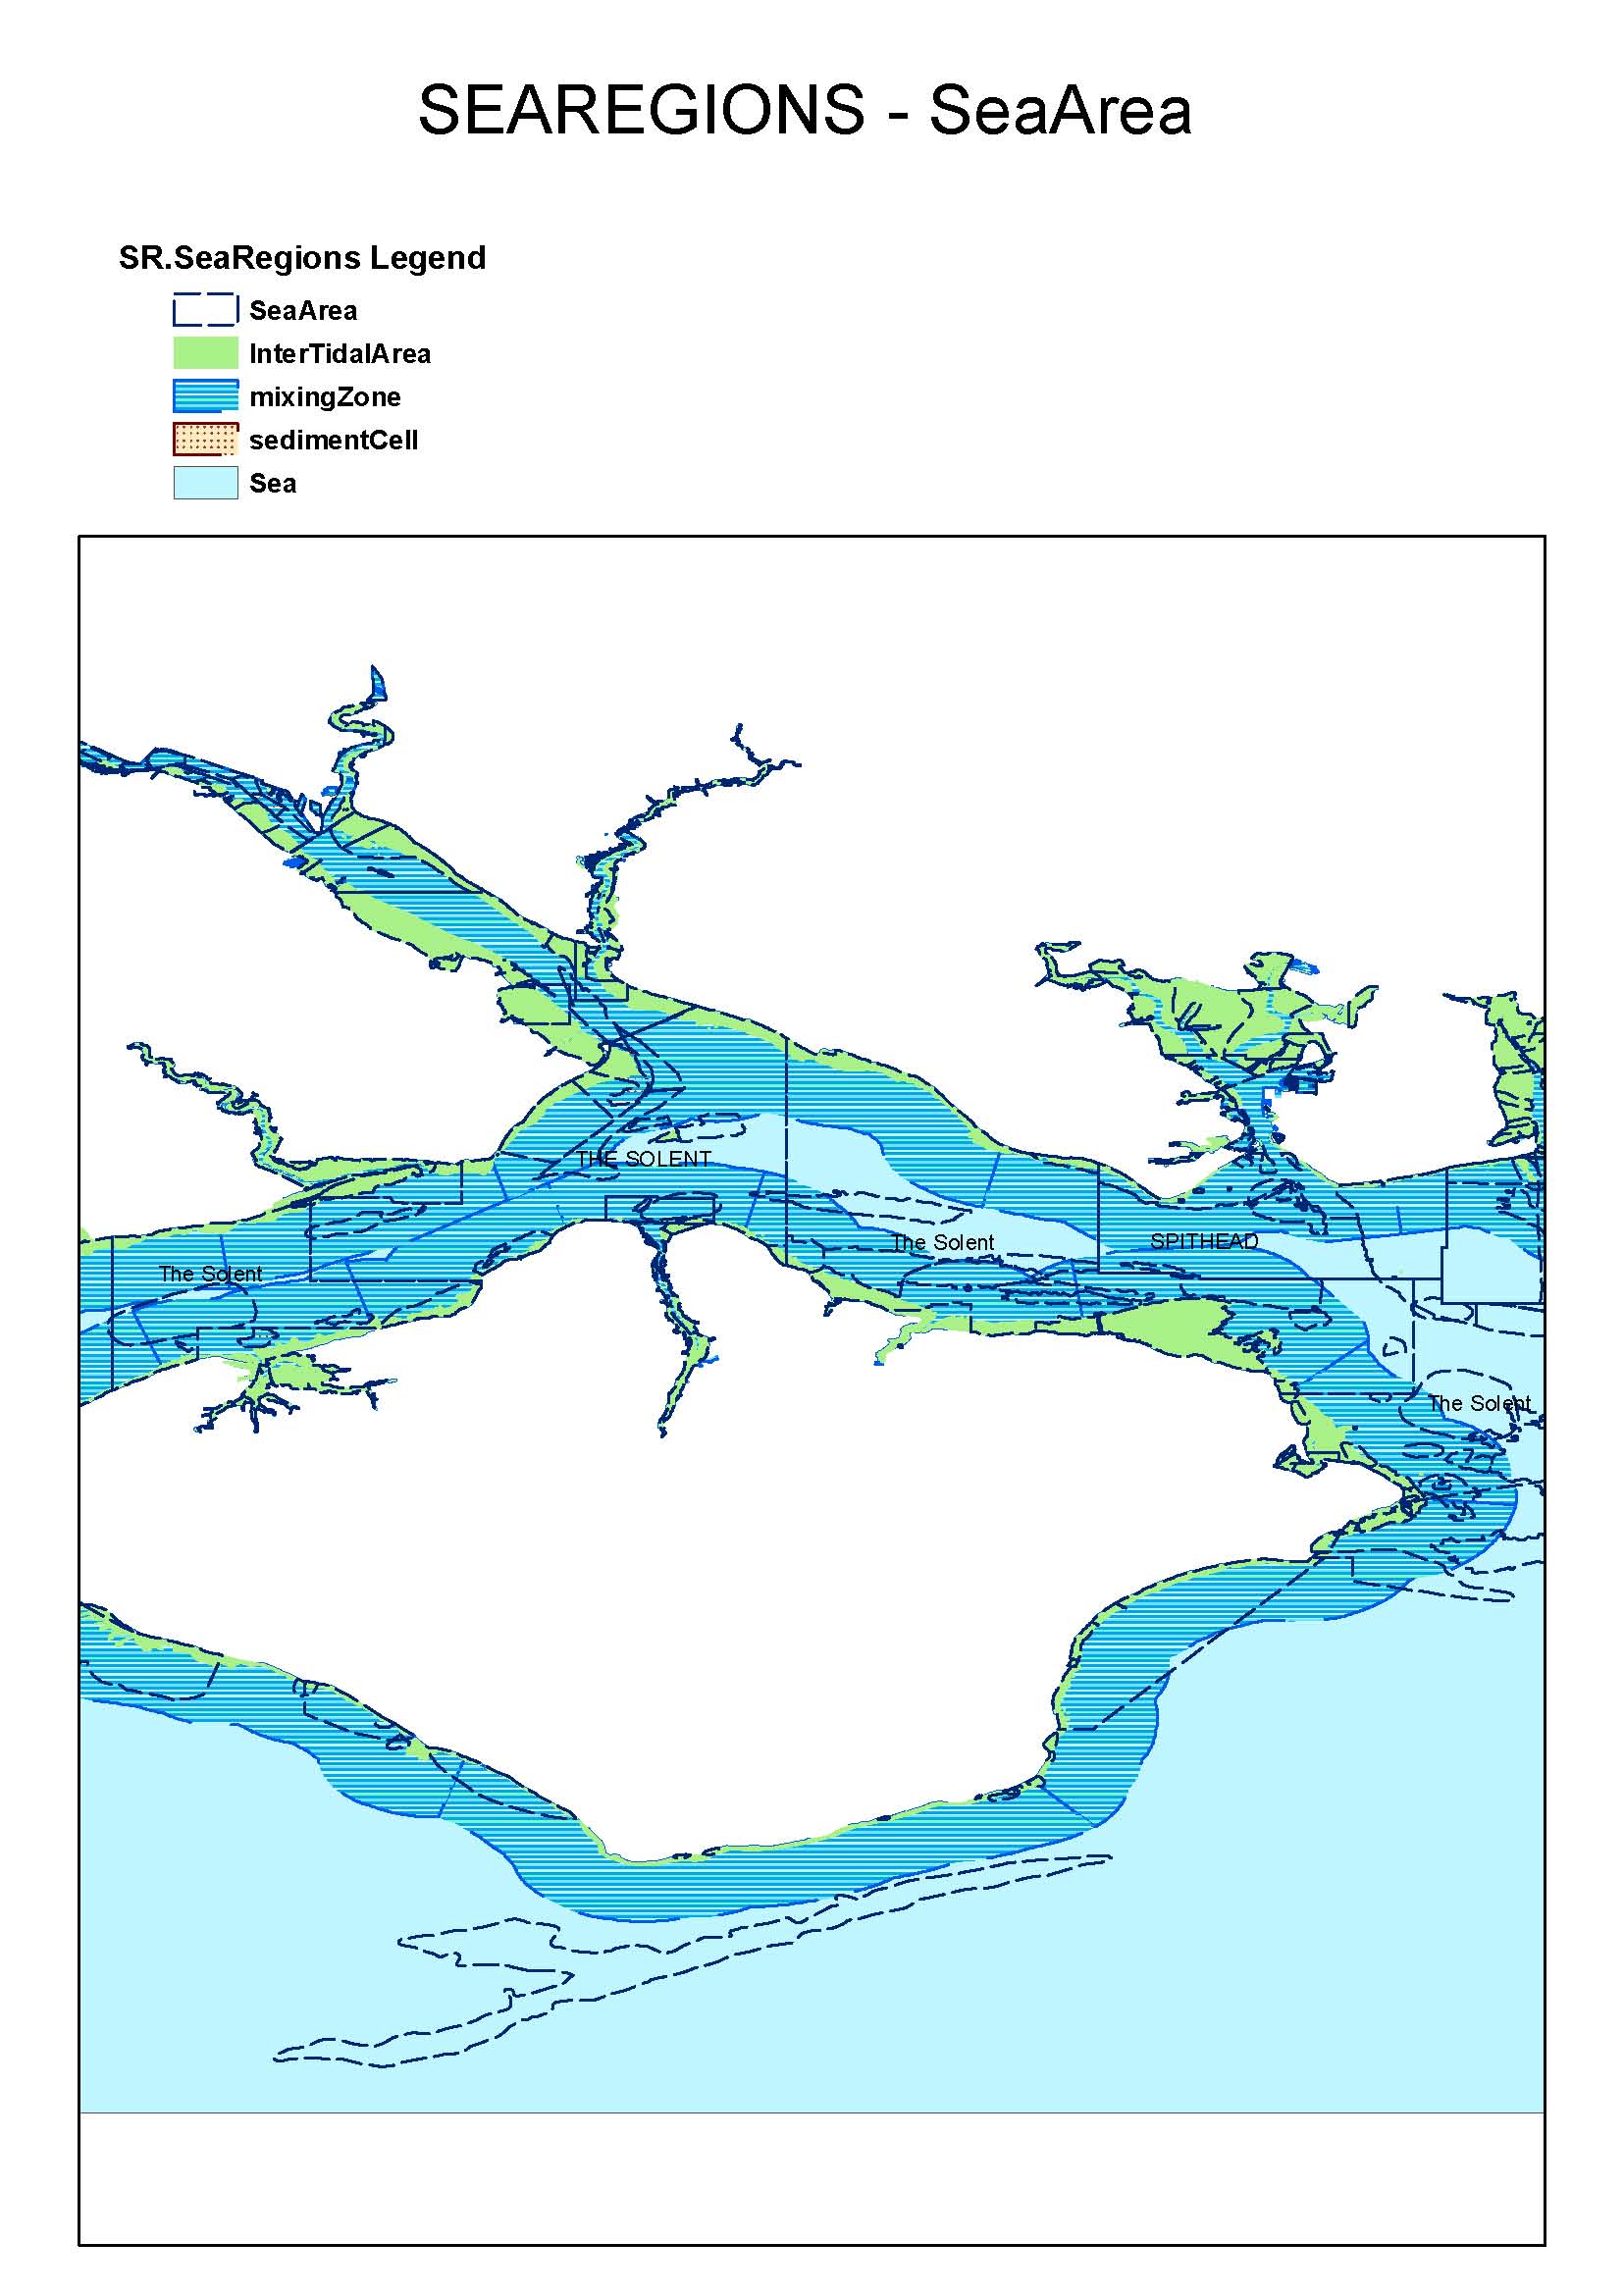 SEAREGIONS - SeaArea
SR.SeaRegions Legend
SeaArea
InterTidalArea
mixingZone
sedimentCell
Sea
THE SOLENT
The Solent
SPITHEAD
The Solent
The Solent